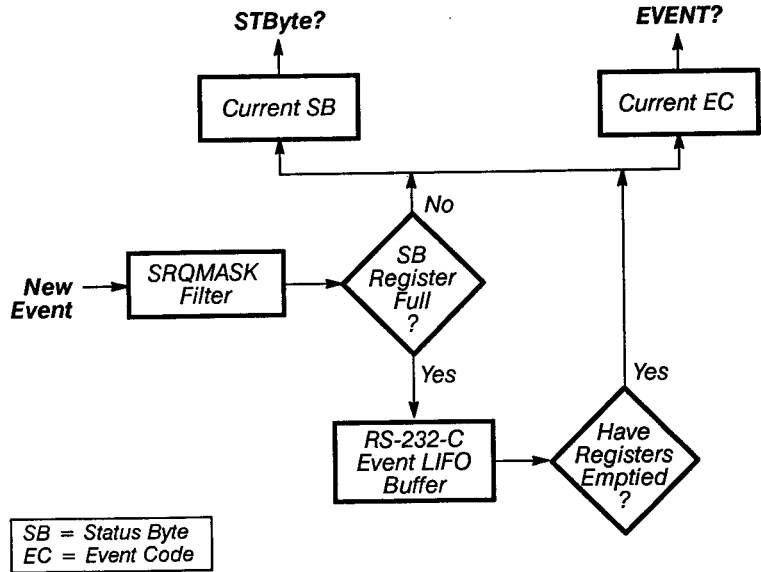 STByte?
EVENT?
Current SB
Current EC
No
New
Event
SRQMASK
Filter
SB
Register
Full
?
Yes
Yes
RS-232-C
Event LIFO
Buffer
Have
Registers
Emptied
?
SB = Status Byte
EC = Event Code